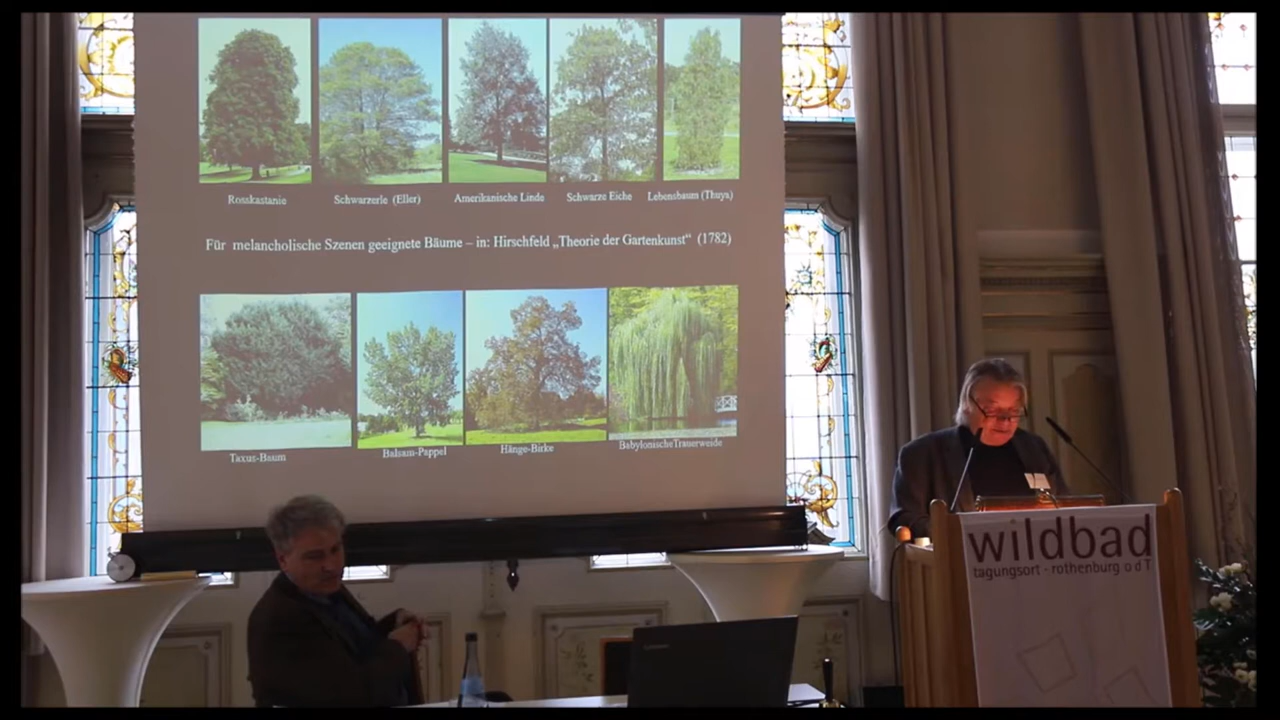 Rosskastanie
Schwarzerle (Eller)
Amerikanische Linde
Schwarze Eiche
Lebensbaum (Thuya)
Für melancholische Szenen geeignete Bäume – in: Hirschfeld „Theorie der Gartenkunst“ (1782)
Taxus-Baum
Balsam-Pappel
Hänge-Birke
BabylonischeTrauerweide
wildbad
tagungsort - rothenburg o d T